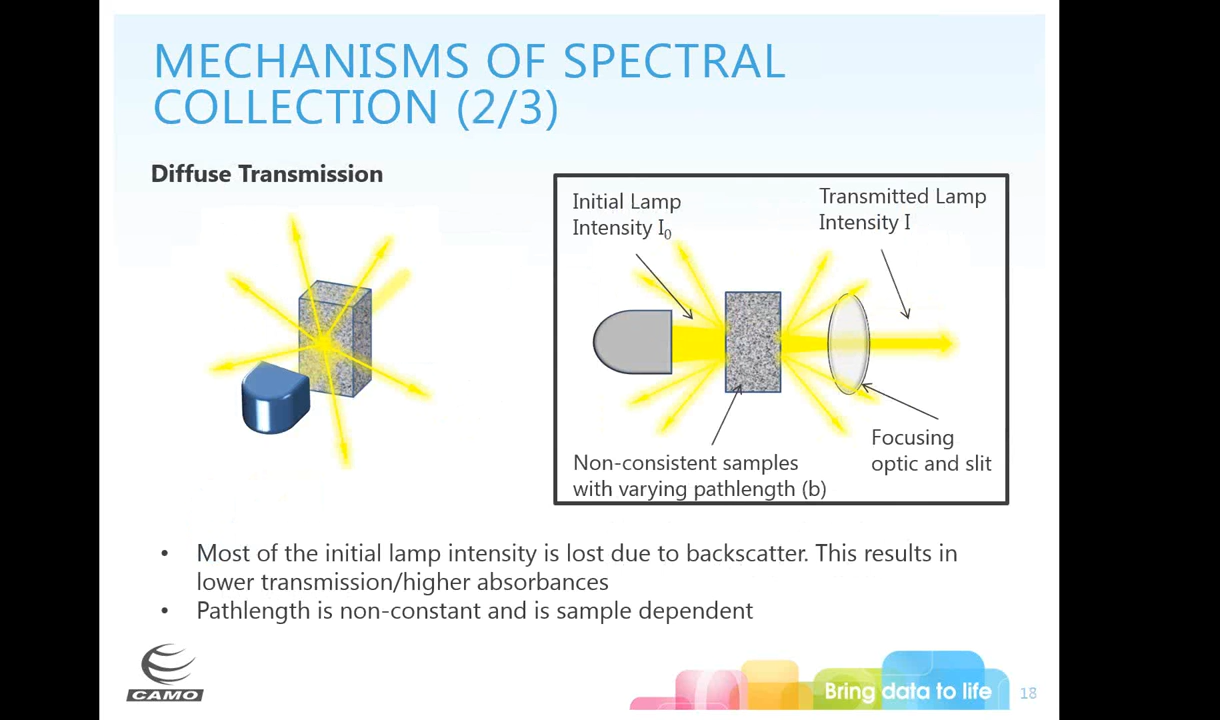 MECHANISMS OF SPECTRAL
COLLECTION (2/3)
Diffuse Transmission
Initial Lamp
Intensity I₀
Transmitted Lamp
Intensity I
Focusing
optic and slit
Non-consistent samples
with varying pathlength (b)
• Most of the initial lamp intensity is lost due to backscatter. This results in
lower transmission/higher absorbances
• Pathlength is non-constant and is sample dependent
CAMO
Bring data to life
18